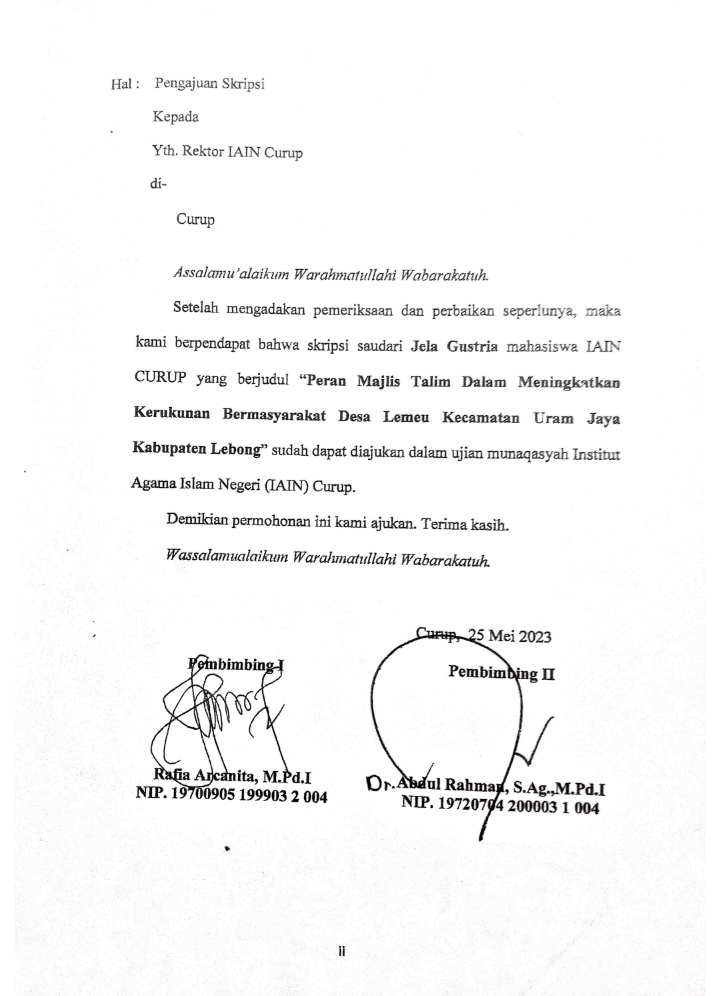 Hal : Pengajuan Skripsi
Kepada
Yth. Rektor IAIN Curup
di-
Curup
Assalamu'alaikum Warahmatullahi Wabarakatuh.
Setelah mengadakan pemeriksaan dan perbaikan seperlunya, maka
kami berpendapat bahwa skripsi saudari Jela Gustria mahasiswa IAIN
CURUP yang berjudul “Peran Majlis Talim Dalam Meningkatkan
Kerukunan Bermasyarakat Desa Lemeu Kecamatan Uram Jaya
Kabupaten Lebong” sudah dapat diajukan dalam ujian munaqasyah Institut
Agama Islam Negeri (IAIN) Curup.
Demikian permohonan ini kami ajukan. Terima kasih.
Wassalamualaikum Warahmatullahi Wabarakatuh.
Curup, 25 Mei 2023
Pembimbing I
Rafia Arcanita, M.Pd.I
NIP. 19700905 199903 2 004
Pembimbing II
Dr. Abdul Rahman, S.Ag.,M.Pd.I
NIP. 19720704 200003 1 004
ii